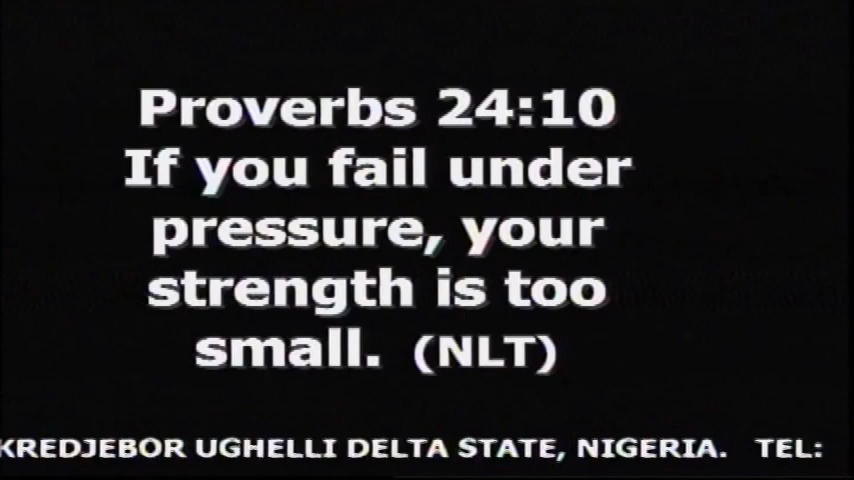 Proverbs 24:10
If you fail under
pressure, your
strength is too
small. (NLT)
KREDJEBOR UGHELLI DELTA STATE, NIGERIA. TEL: